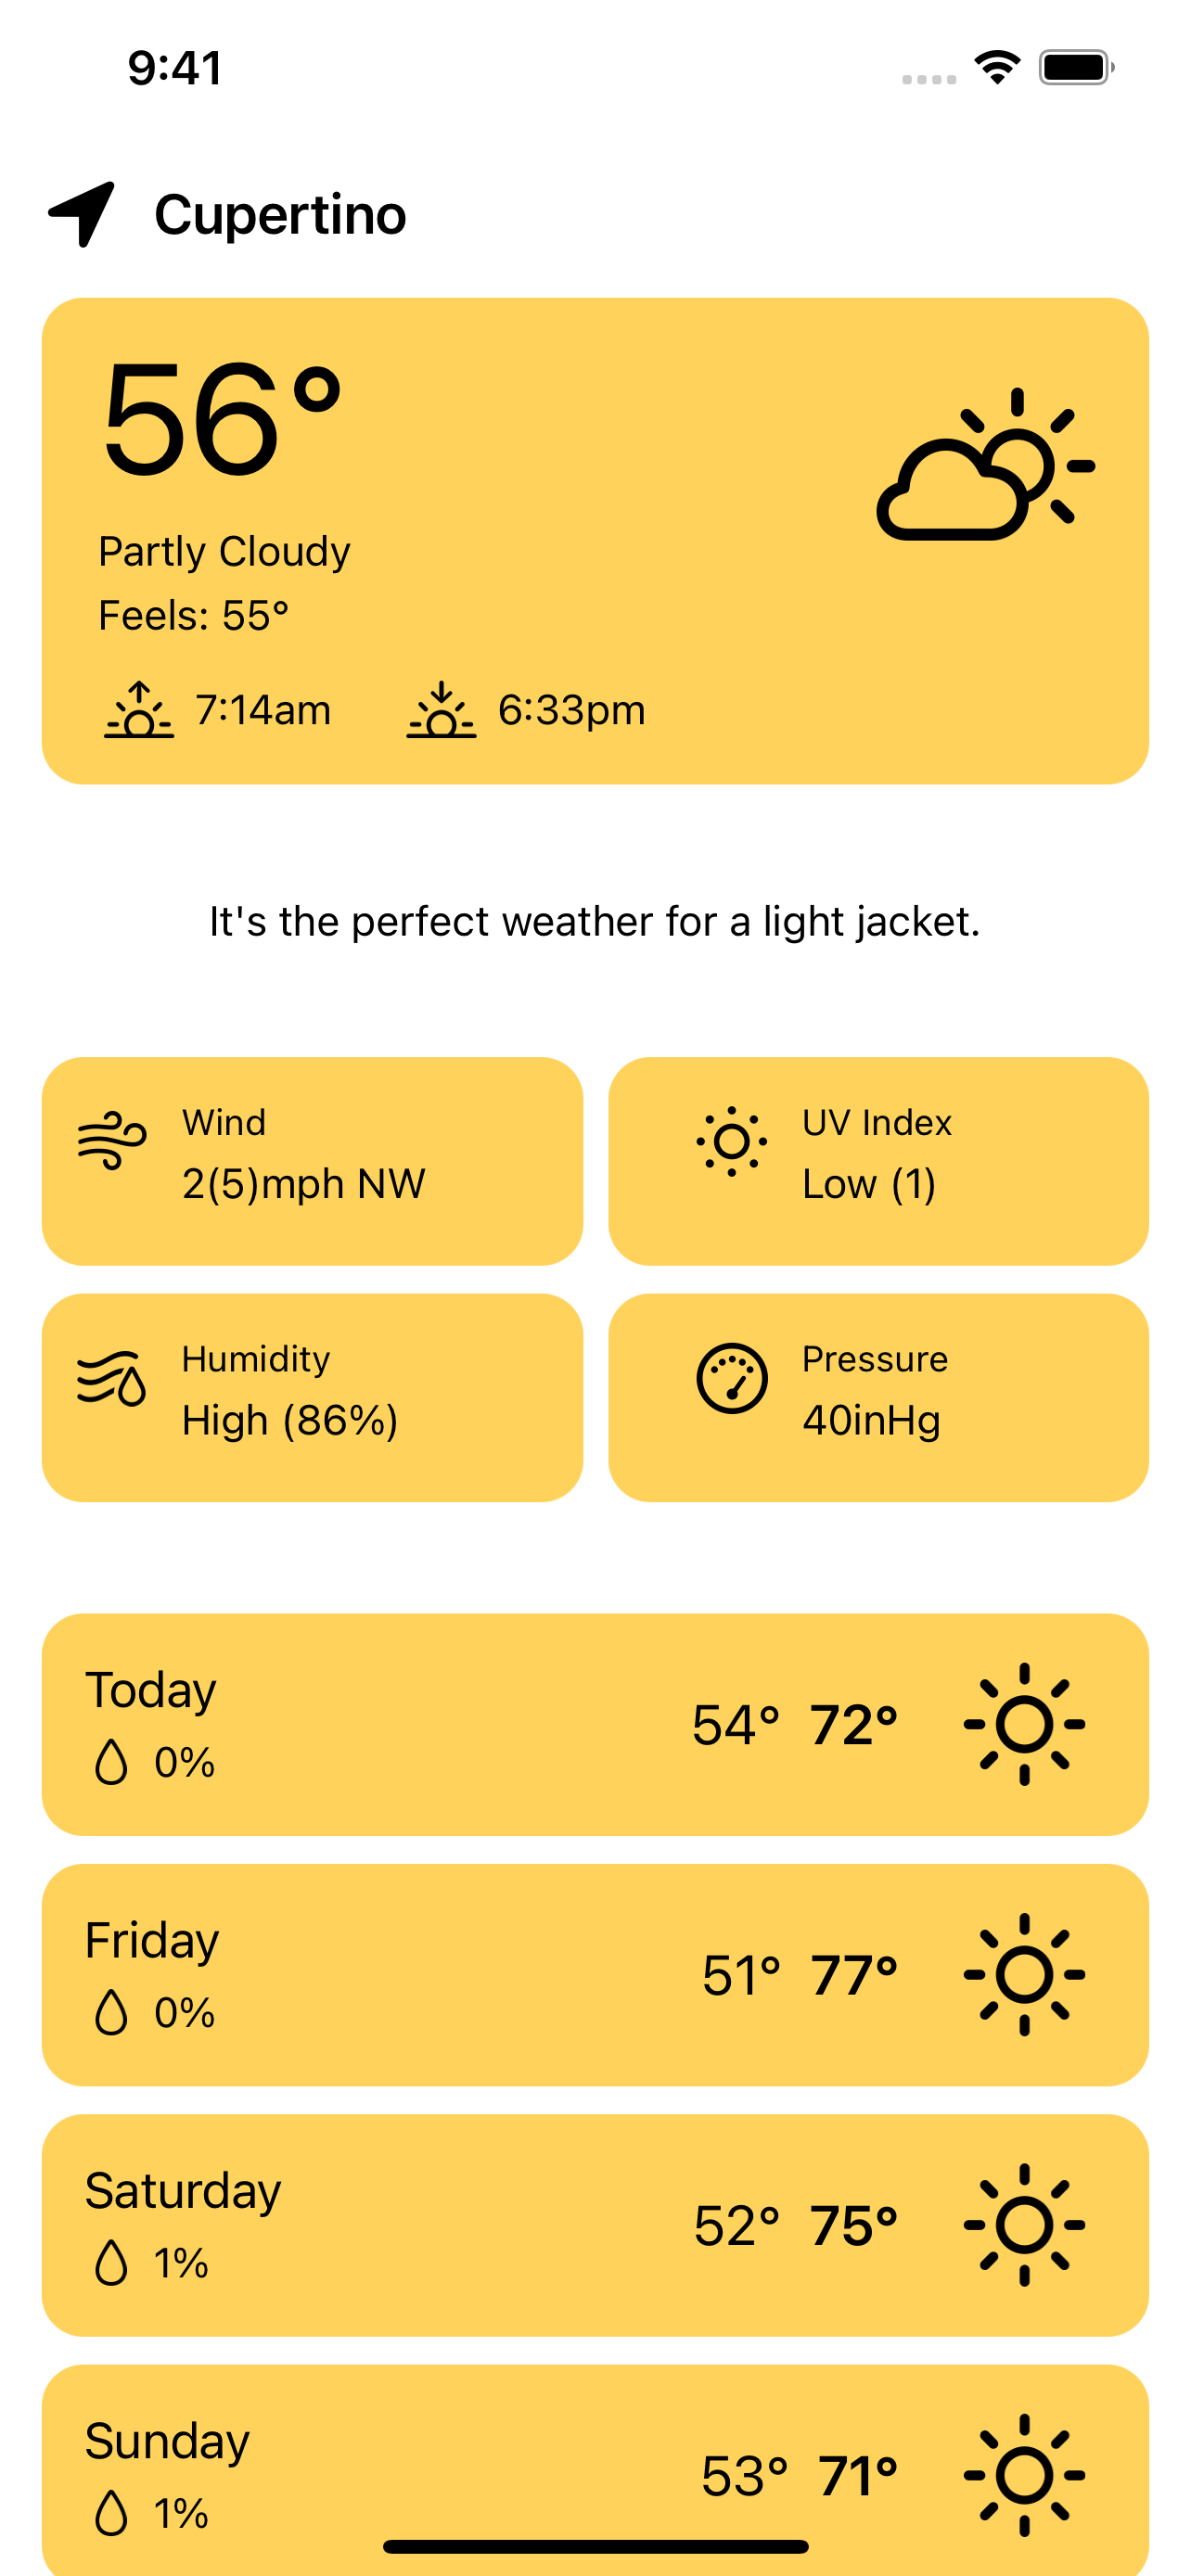 9:41
Cupertino
56°
Partly Cloudy
Feels: 55°
7:14am 6:33pm
It's the perfect weather for a light jacket.
Wind
2(5)mph NW
UV Index
Low (1)
Humidity
High (86%)
Pressure
40inHg
Today
0%
54° 72°
Friday
0%
51° 77°
Saturday
1%
52° 75°
Sunday
1%
53° 71°